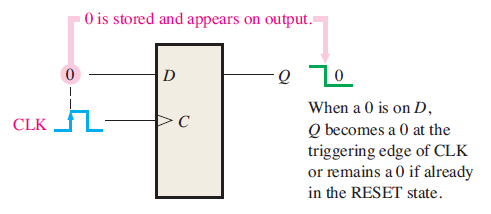 0 is stored and appears on output.
0
D
Q
0
CLK
C
When a 0 is on D,
Q becomes a 0 at the
triggering edge of CLK
or remains a 0 if already
in the RESET state.